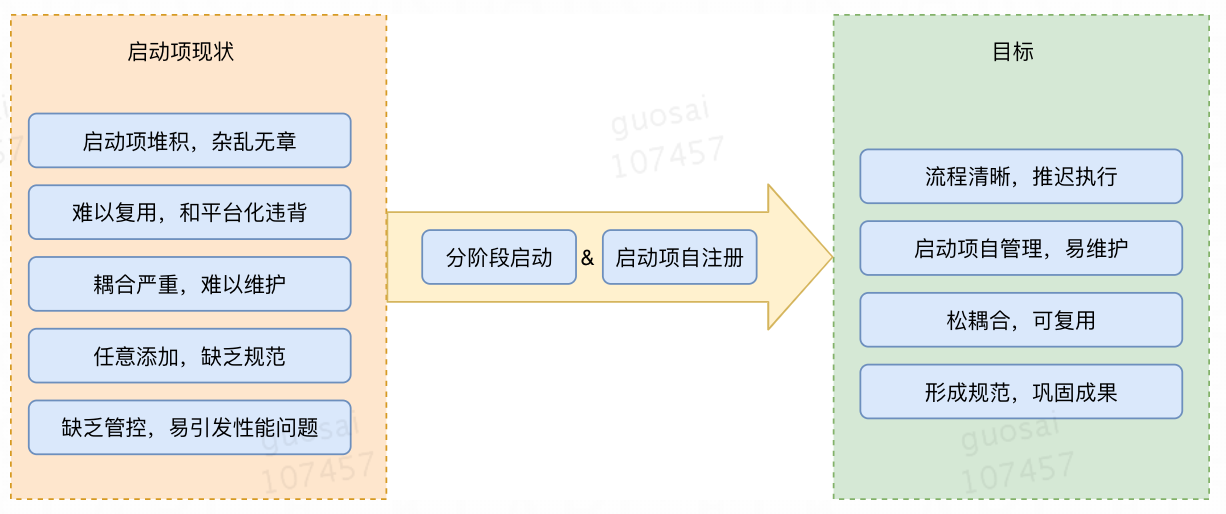 启动项现状
启动项堆积，杂乱无章
难以复用，和平台化违背
耦合严重，难以维护
任意添加，缺乏规范
缺乏管控，易引发性能问题
分阶段启动 & 启动项自注册
目标
流程清晰，推迟执行
启动项自管理，易维护
松耦合，可复用
形成规范，巩固成果
guosai
107457
guosai
107457
guosai
107457